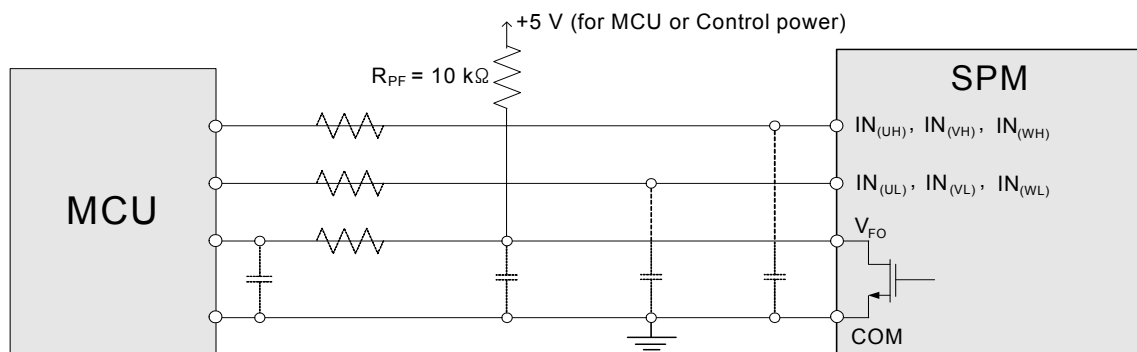 +5 V (for MCU or Control power)
R_PF = 10 kΩ
SPM
MCU
IN_(UH), IN_(VH), IN_(WH)
IN_(UL), IN_(VL), IN_(WL)
V_FO
COM